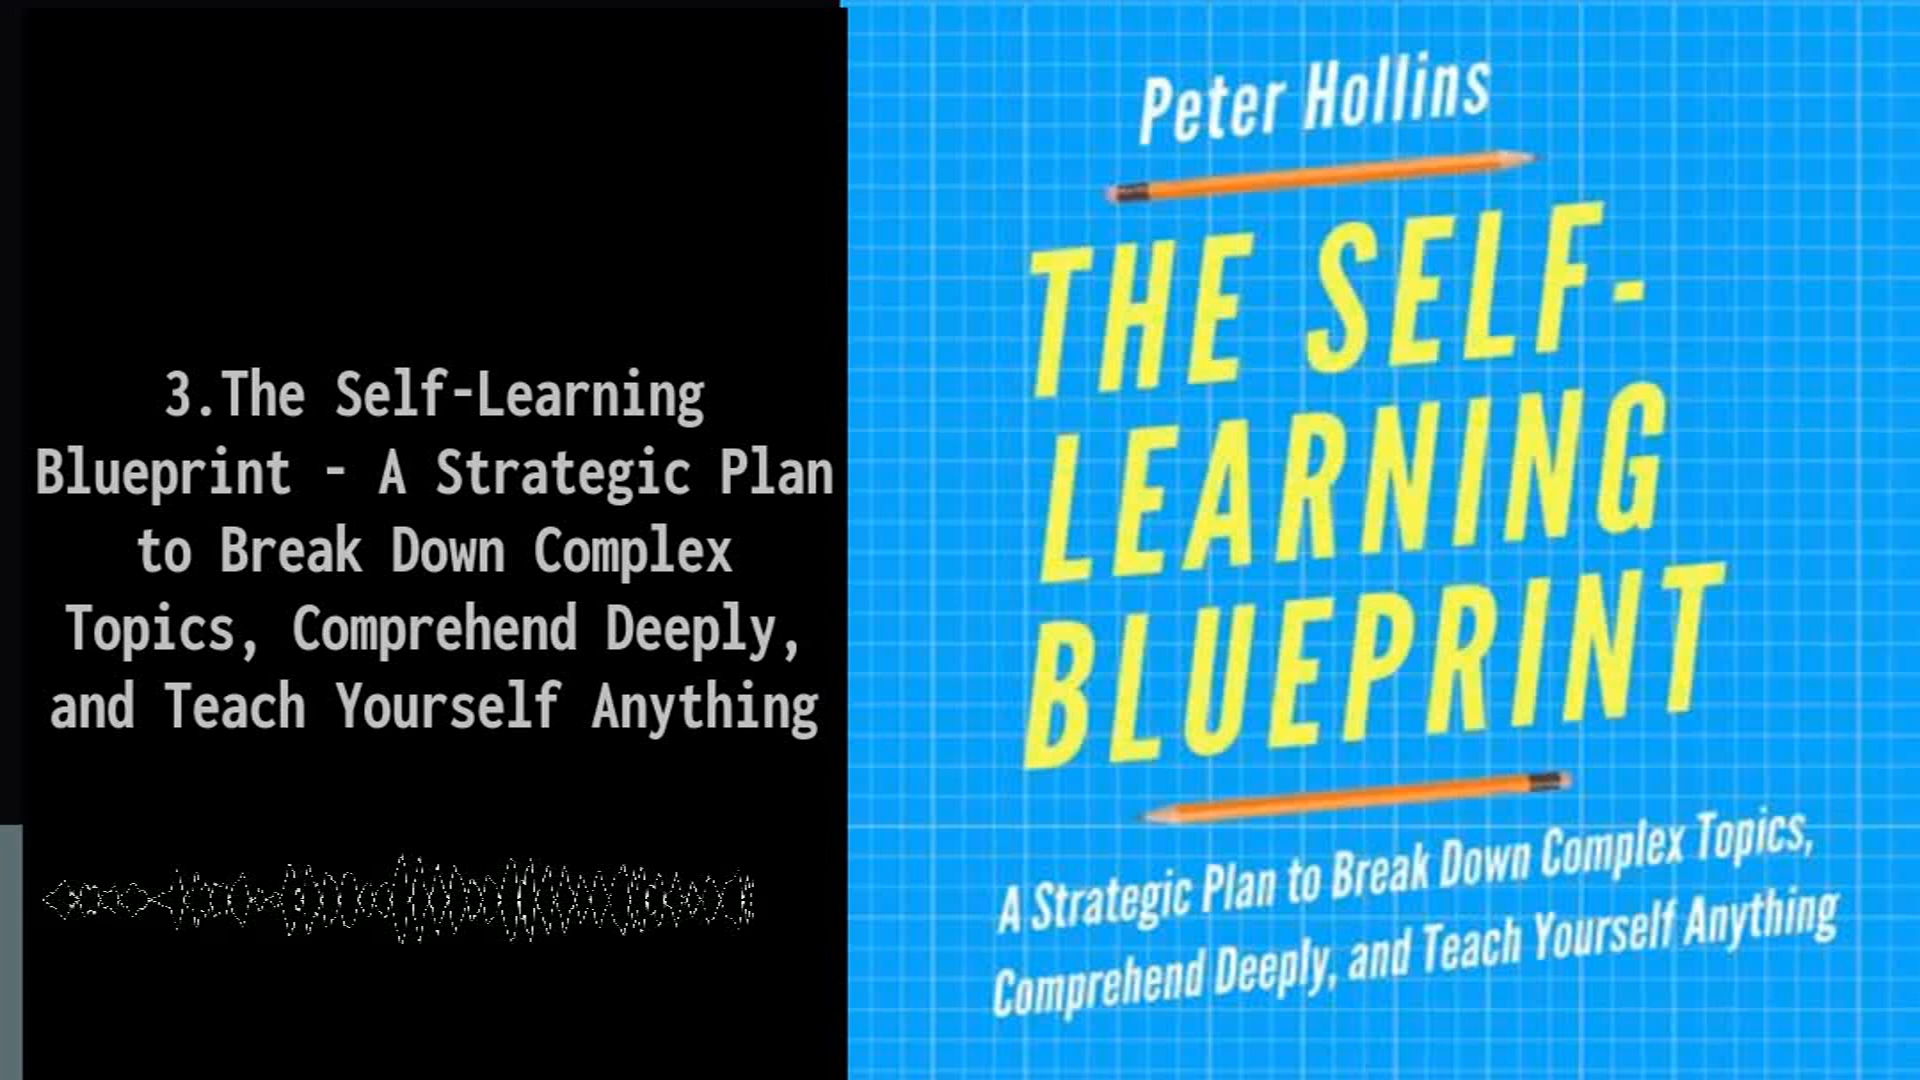 3.The Self-Learning
Blueprint - A Strategic Plan
to Break Down Complex
Topics, Comprehend Deeply,
and Teach Yourself Anything
Peter Hollins
THE SELF-
LEARNING
BLUEPRINT
A Strategic Plan to Break Down Complex Topics,
Comprehend Deeply, and Teach Yourself Anything